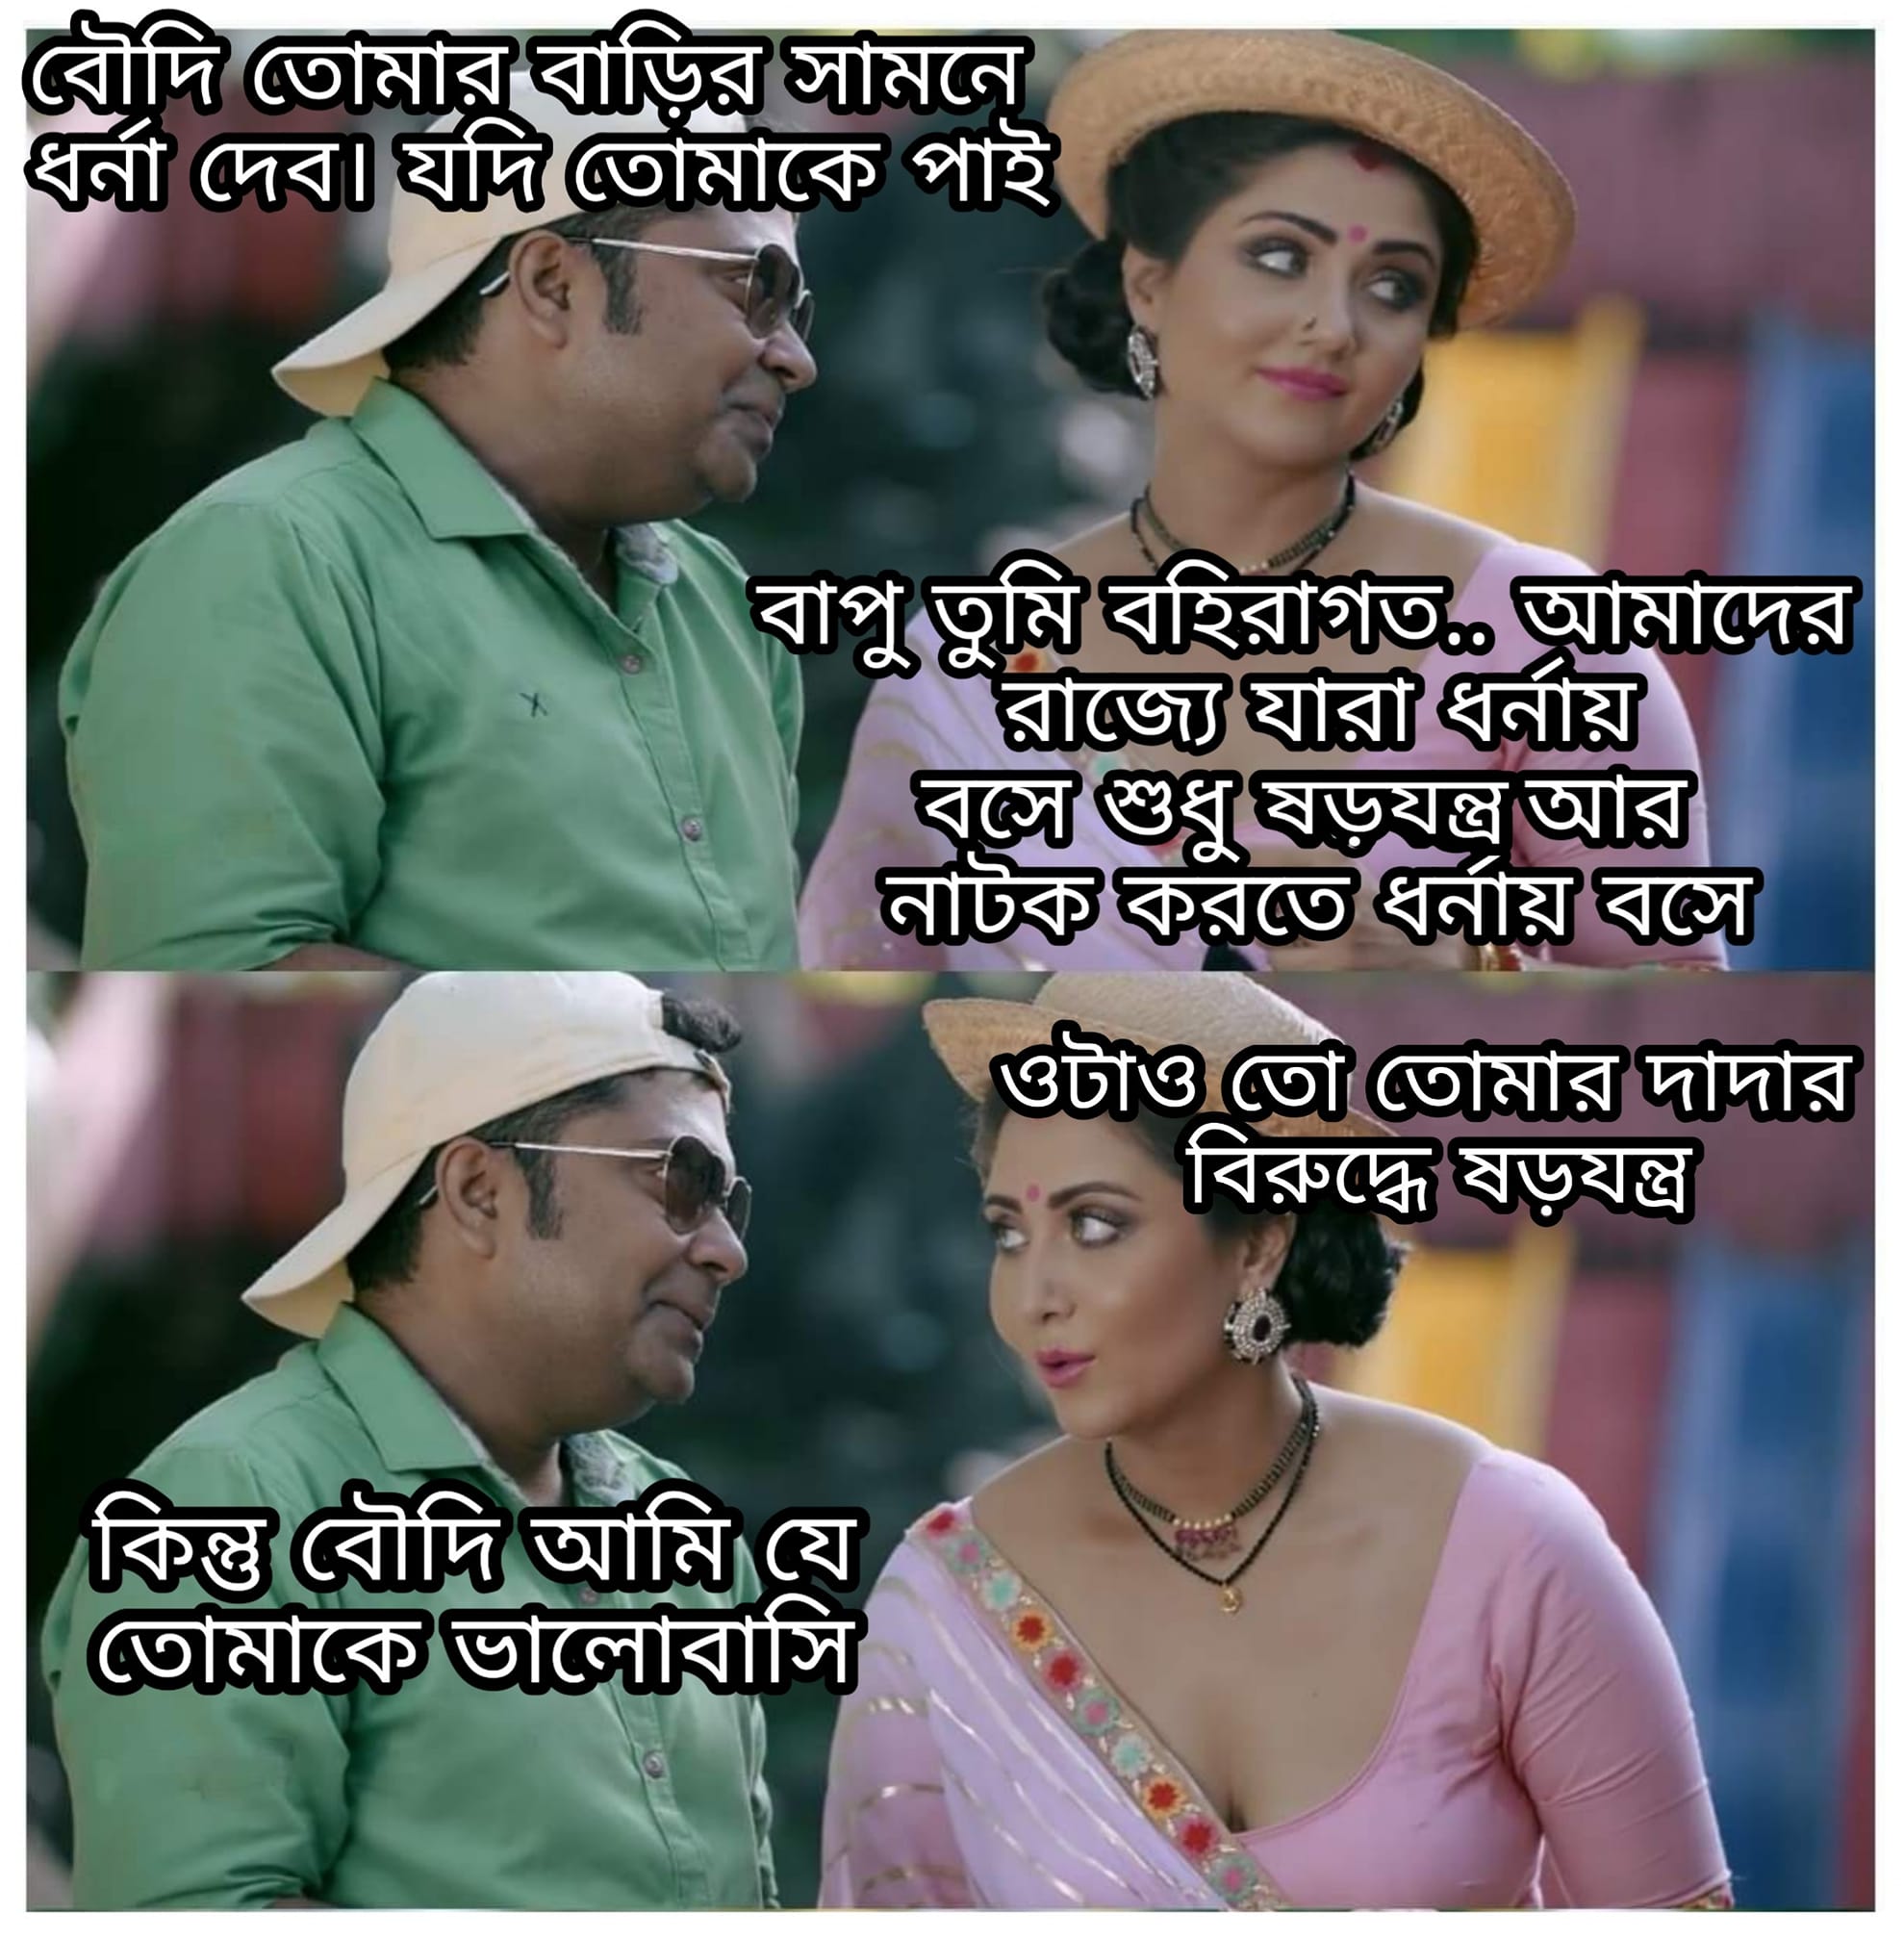 বৌদি তোমার বাড়ির সামনে
ধর্না দেব। যদি তোমাকে পাই
বাপু তুমি বহিরাগত.. আমাদের
রাজ্যে যারা ধর্নায়
বসে শুধু ষড়যন্ত্র আর
নাটক করতে ধর্নায় বসে
কিন্তু বৌদি আমি যে
তোমাকে ভালোবাসি
ওটাও তো তোমার দাদার
বিরুদ্ধে ষড়যন্ত্র